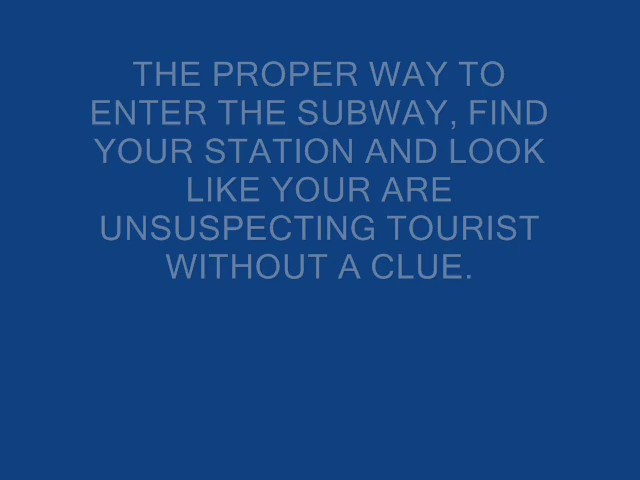 THE PROPER WAY TO
ENTER THE SUBWAY, FIND
YOUR STATION AND LOOK
LIKE YOUR ARE
UNSUSPECTING TOURIST
WITHOUT A CLUE.